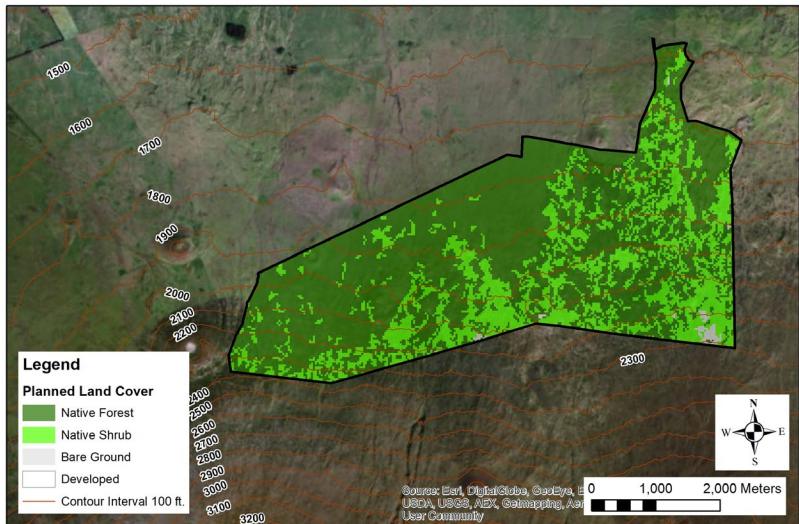 1500
1600
1700
1800
1900
2000
2100
2200
2300
2400
2500
2600
2700
2800
2900
3000
3100
3200
Legend
Planned Land Cover
Native Forest
Native Shrub
Bare Ground
Developed
Contour Interval 100 ft.
N
W E
S
0 1,000 2,000 Meters
Source: Esri, DigitalGlobe, GeoEye,
USDA, USGS, AEX, Getmapping,
User Community